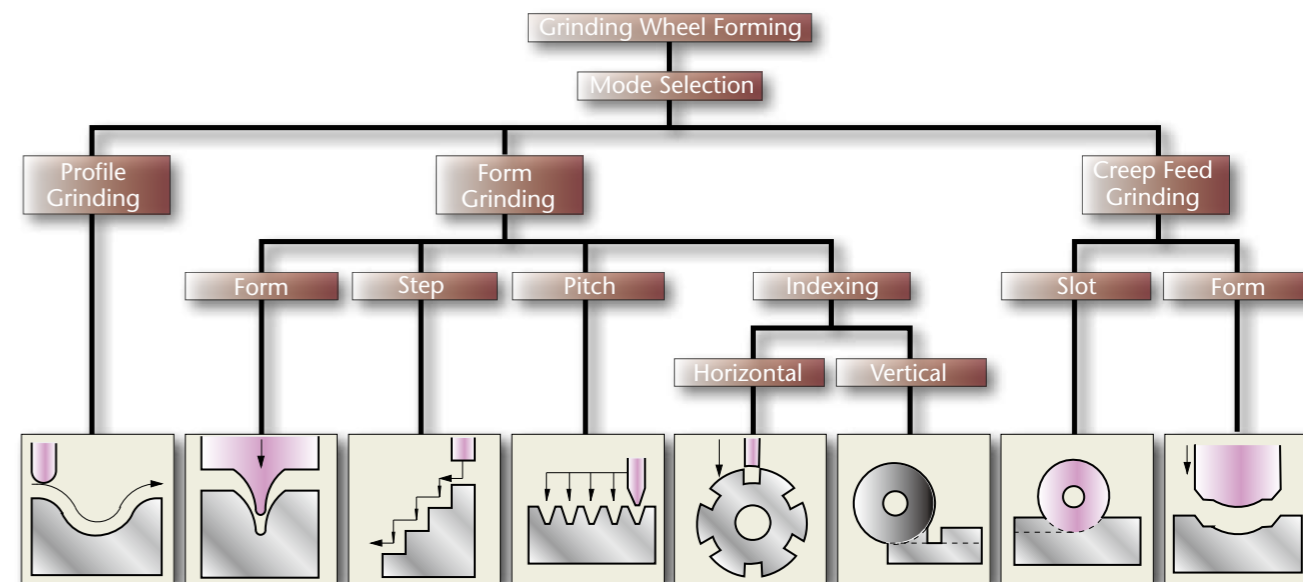 Grinding Wheel Forming
Mode Selection
Profile
Grinding
Form
Grinding
Creep Feed
Grinding
Form
Step
Pitch
Indexing
Slot
Form
Horizontal
Vertical